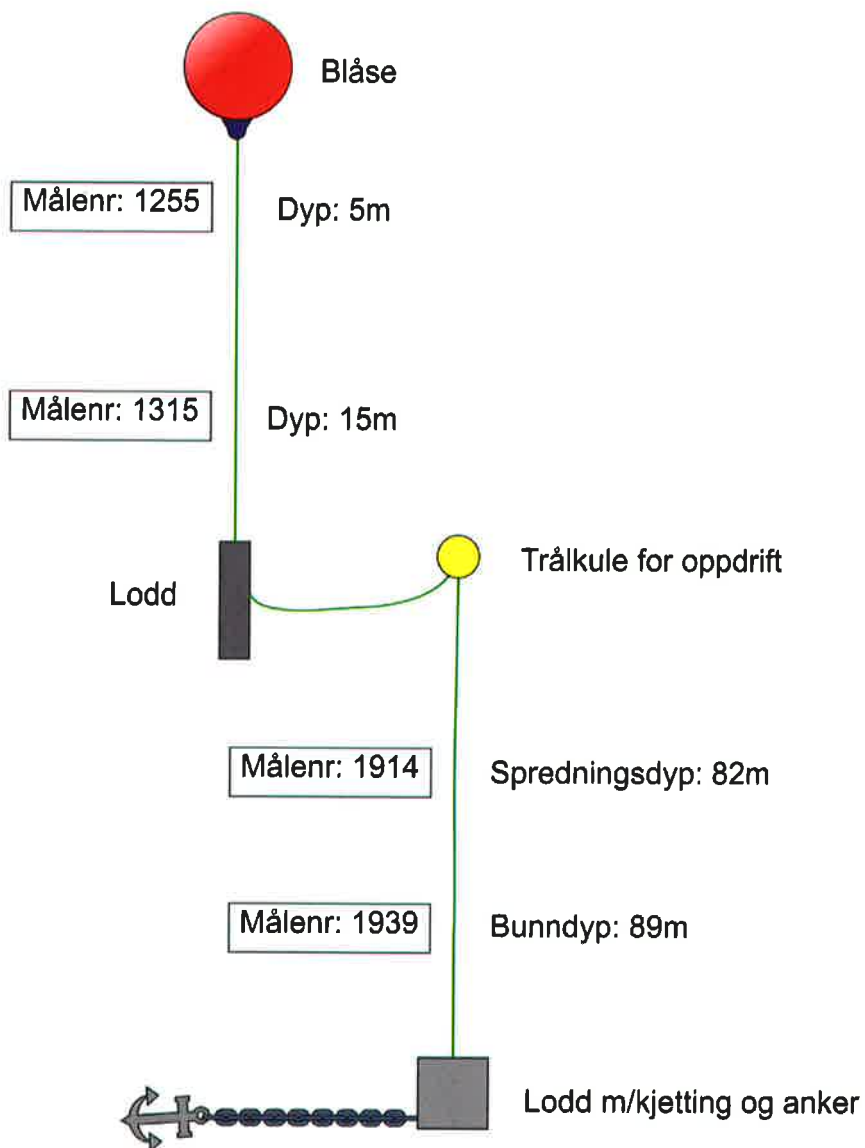 Blåse
Målenr: 1255
Dyp: 5m
Målenr: 1315
Dyp: 15m
Trålkule for oppdrift
Lodd
Målenr: 1914
Spredningsdyp: 82m
Målenr: 1939
Bunndyp: 89m
Lodd m/kjetting og anker